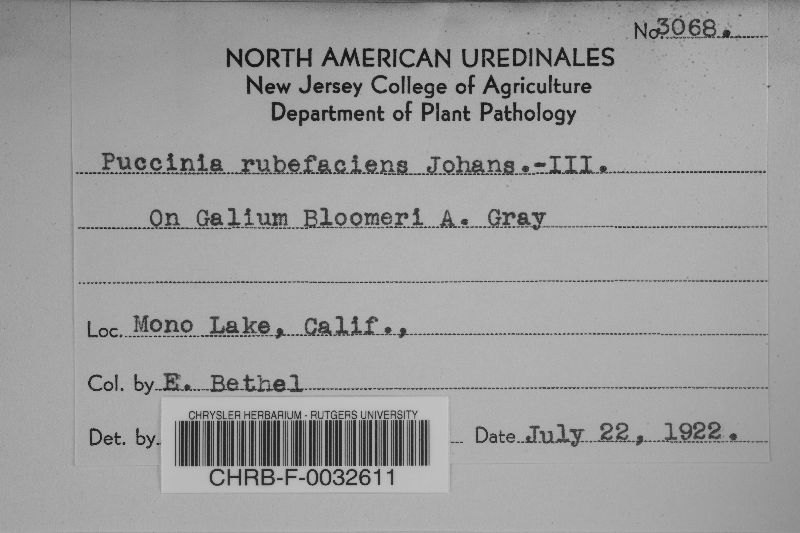 No. 3068.
NORTH AMERICAN UREDINALES
New Jersey College of Agriculture
Department of Plant Pathology
Puccinia rubefaciens Johans.-III.
On Galium Bloomeri A. Gray
Loc. Mono Lake, Calif.,
Col. by E. Bethel
CHRYSLER HERBARIUM - RUTGERS UNIVERSITY
Det. by Date July 22, 1922.
CHRB-F-0032611